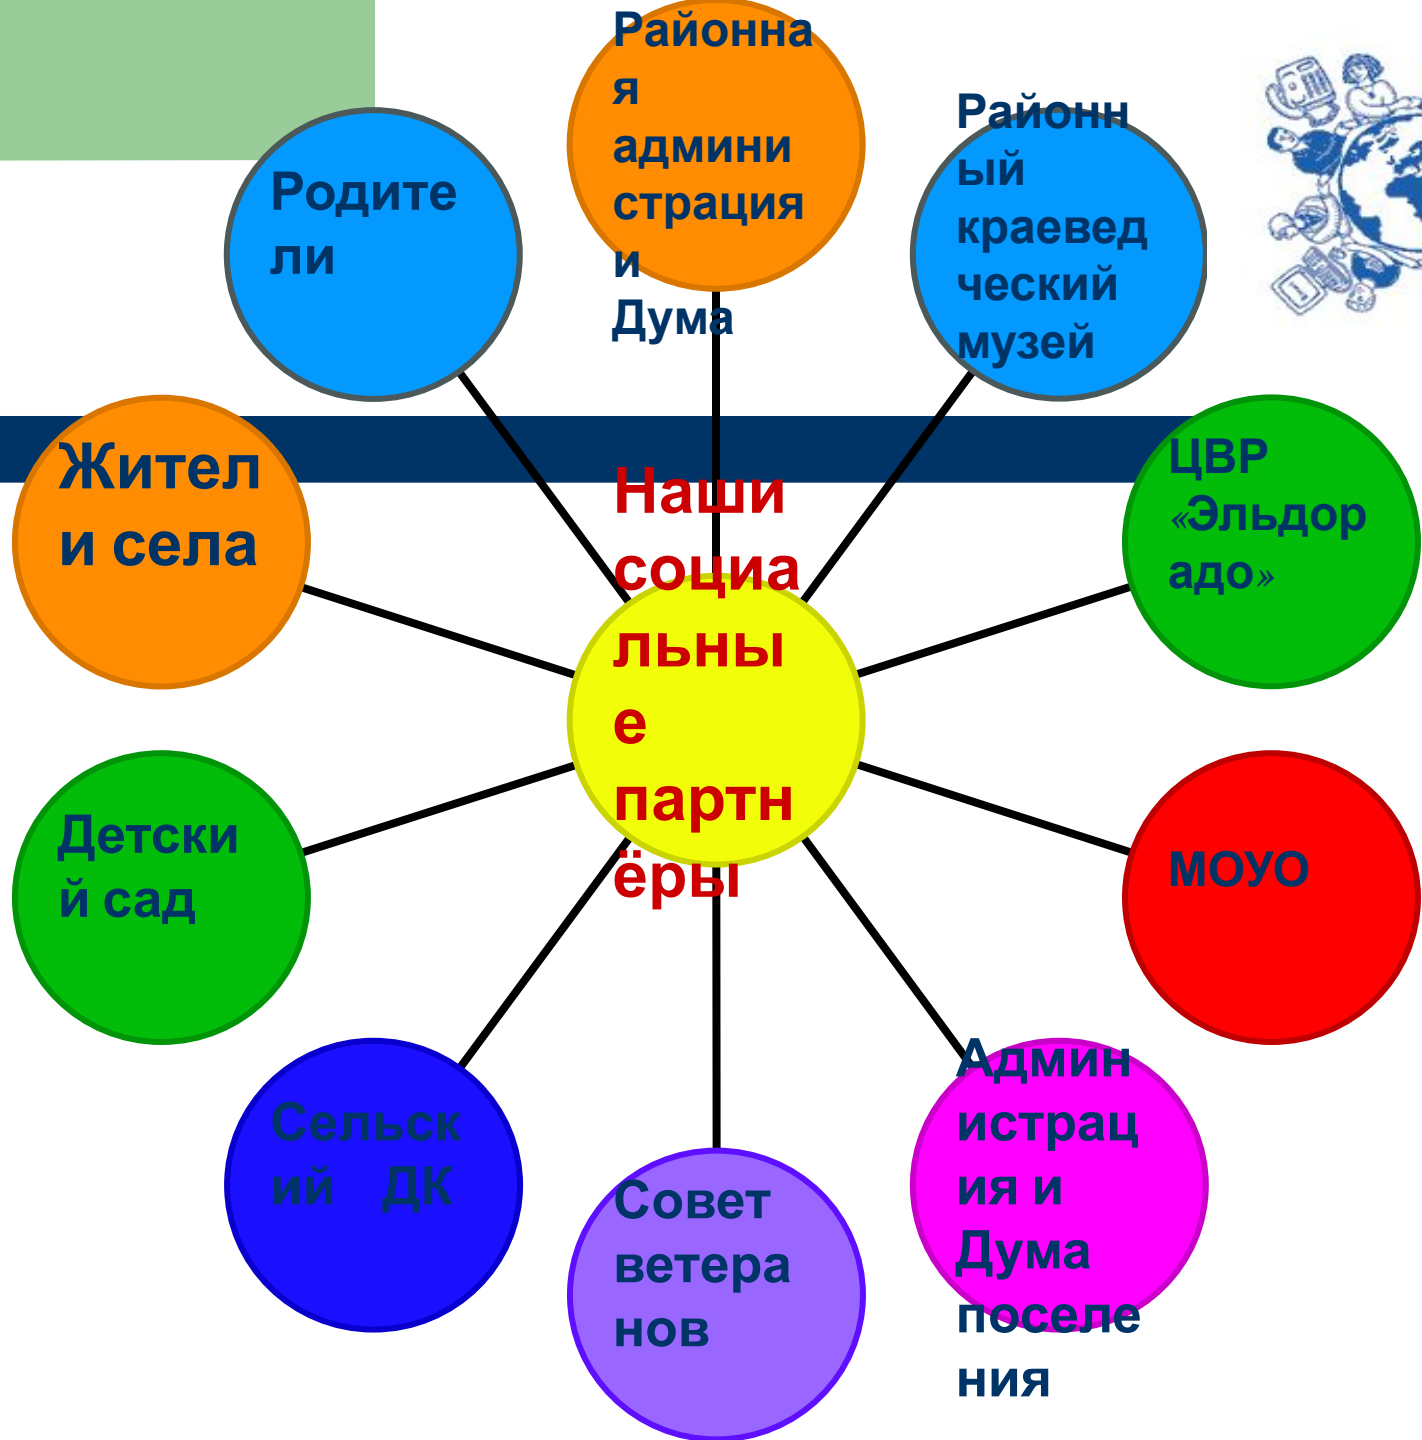 Районна
я
админи
страция
и
Дума
Районн
ый
краевед
ческий
музей
ЦВР
«Эльдор
адо»
МОУО
Админ
истрац
ия и
Дума
поселе
ния
Совет
ветера
нов
Сельск
ий ДК
Детски
й сад
Жител
и села
Родите
ли
Наши
социа
льны
е
партн
ёры